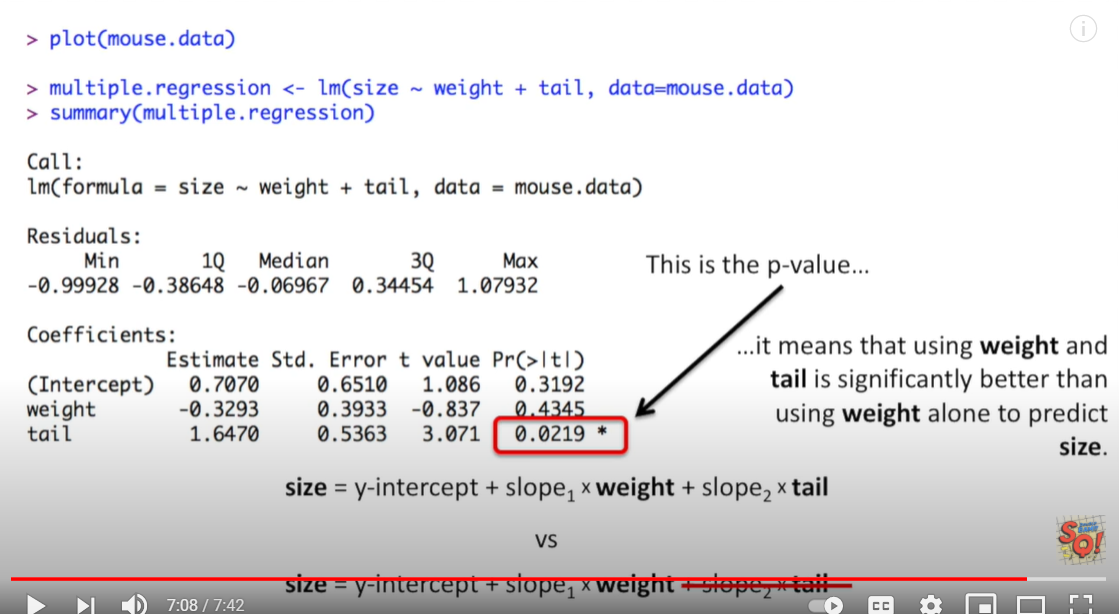 > plot(mouse.data)
> multiple.regression <- lm(size ~ weight + tail, data=mouse.data)
> summary(multiple.regression)
Call:
lm(formula = size ~ weight + tail, data = mouse.data)
Residuals:
Min 1Q Median 3Q Max
-0.99928 -0.38648 -0.06967 0.34454 1.07932
This is the p-value...
Coefficients:
Estimate Std. Error t value Pr(>|t|)
(Intercept) 0.7070 0.6510 1.086 0.3192
weight -0.3293 0.3933 -0.837 0.4345
tail 1.6470 0.5363 3.071 0.0219 *
...it means that using weight and
tail is significantly better than
using weight alone to predict
size.
size = y-intercept + slope₁ x weight + slope₂ x tail
vs
size = y-intercept + slope₁ x weight + slope₂ x tail
SQ!
7:08 / 7:42
CC